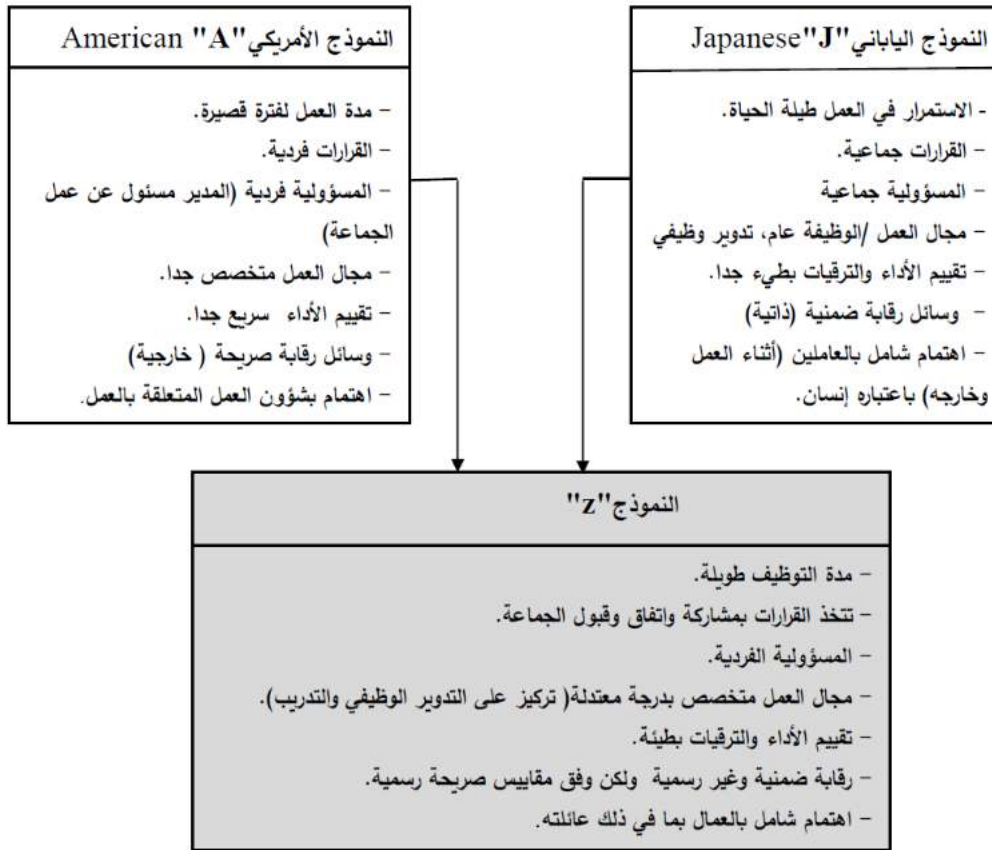 النموذج الياباني"J"Japanese
- الاستمرار في العمل طيلة الحياة.
- القرارات جماعية.
- المسؤولية جماعية
- مجال العمل /الوظيفة عام، تدوير وظيفي
- تقييم الأداء والترقيات بطيء جدا.
- وسائل رقابة ضمنية (ذاتية)
- اهتمام شامل بالعاملين (أثناء العمل
وخارجه) باعتباره إنسان.
النموذج الأمريكي"A" American
- مدة العمل لفترة قصيرة.
- القرارات فردية.
- المسؤولية فردية (المدير مسئول عن عمل
الجماعة)
- مجال العمل متخصص جدا.
- تقييم الأداء سريع جدا.
- وسائل رقابة صريحة ( خارجية)
- اهتمام بشؤون العمل المتعلقة بالعمل.
النموذج"z"
- مدة التوظيف طويلة.
- تتخذ القرارات بمشاركة واتفاق وقبول الجماعة.
- المسؤولية الفردية.
- مجال العمل متخصص بدرجة معتدلة( تركيز على التدوير الوظيفي والتدريب).
- تقييم الأداء والترقيات بطيئة.
- رقابة ضمنية وغير رسمية ولكن وفق مقاييس صريحة رسمية.
- اهتمام شامل بالعمال بما في ذلك عائلته.